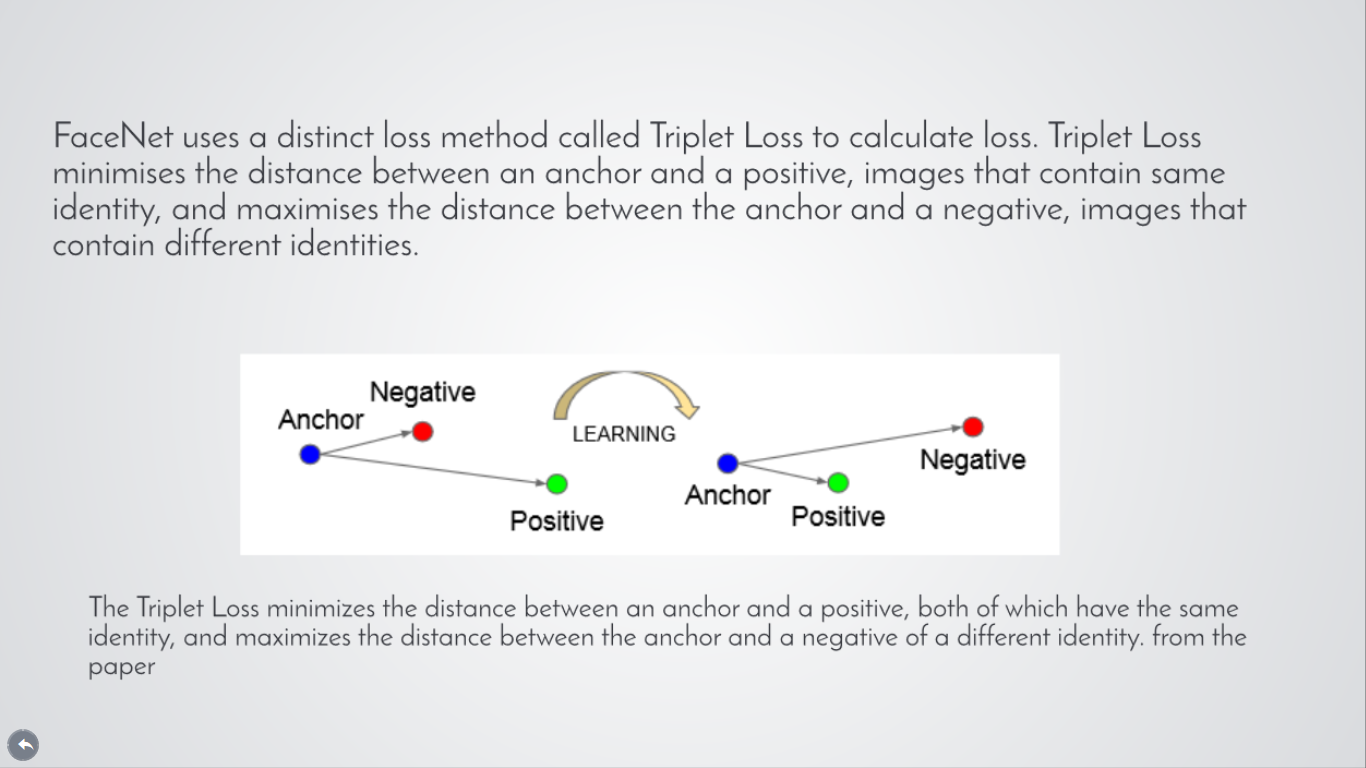 FaceNet uses a distinct loss method called Triplet Loss to calculate loss. Triplet Loss
minimises the distance between an anchor and a positive, images that contain same
identity, and maximises the distance between the anchor and a negative, images that
contain different identities.
Negative
Anchor
LEARNING
Negative
Anchor
Positive
Positive
The Triplet Loss minimizes the distance between an anchor and a positive, both of which have the same
identity, and maximizes the distance between the anchor and a negative of a different identity. from the
paper